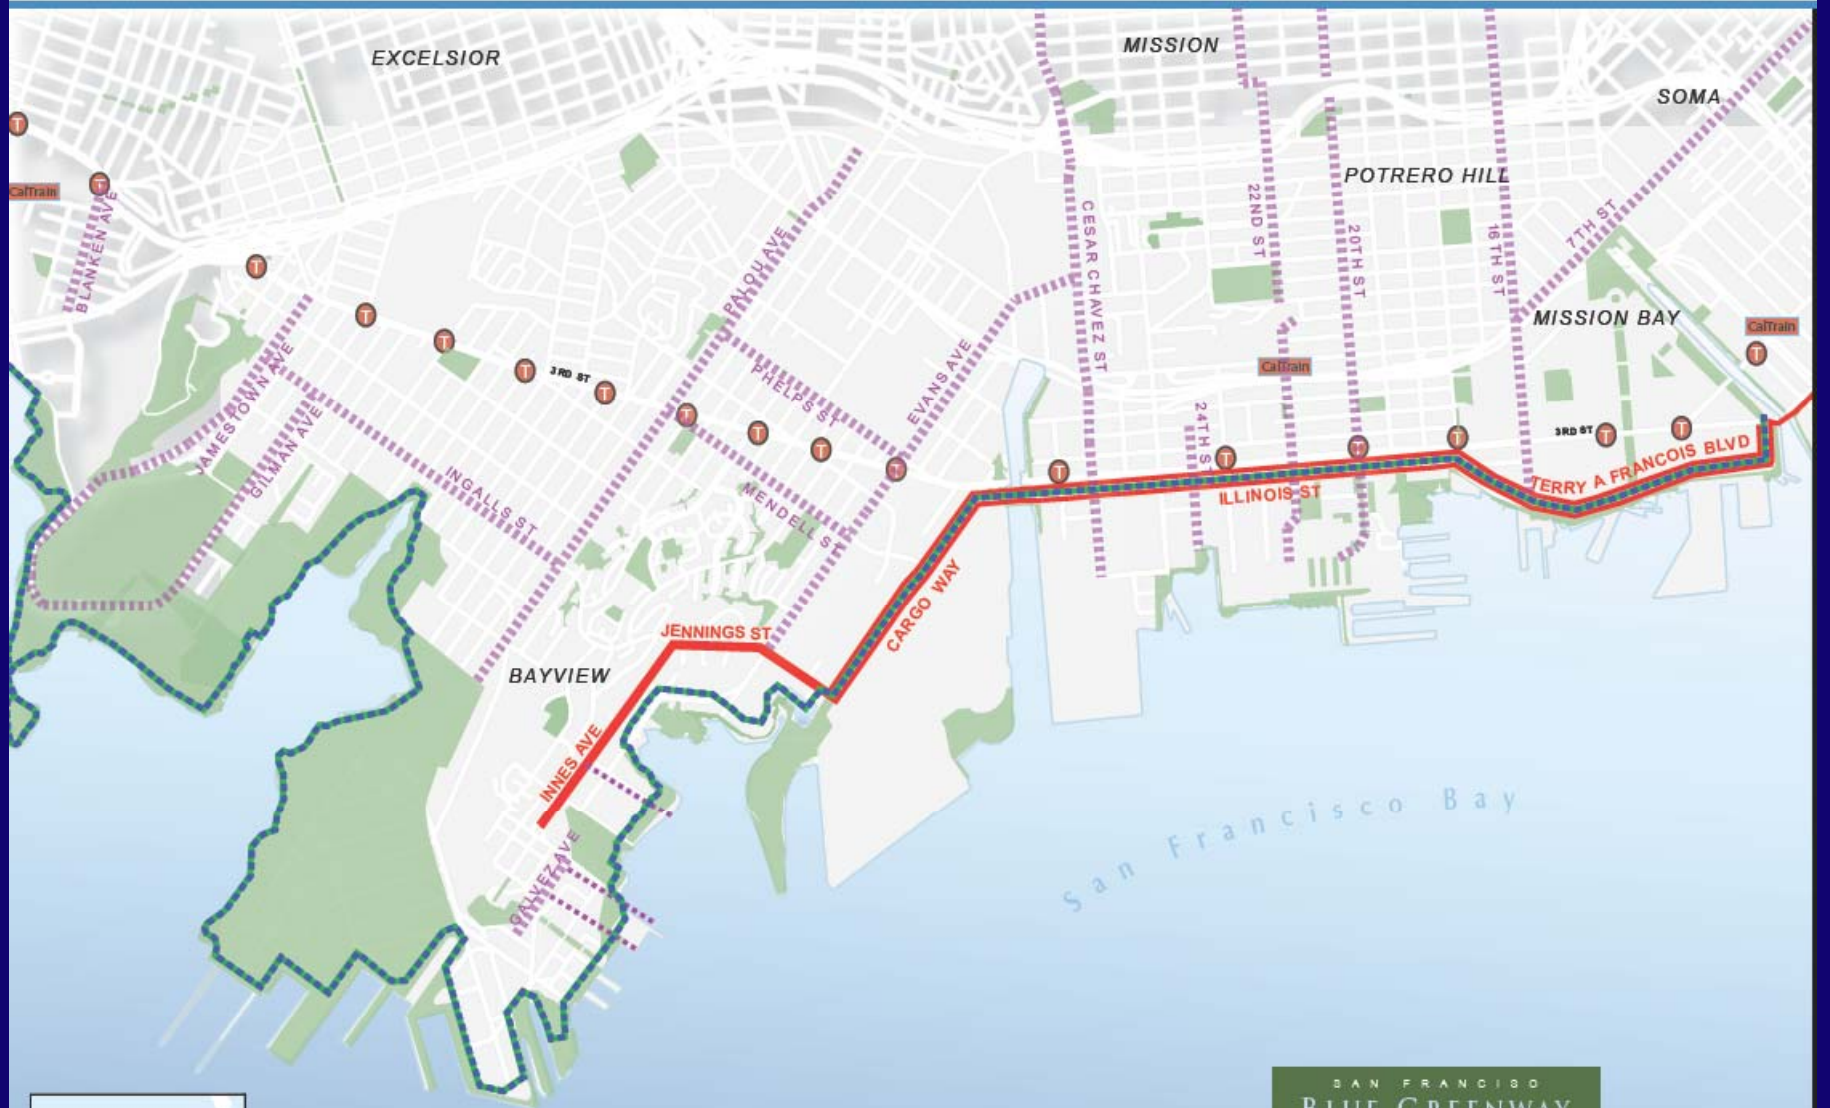 EXCELSIOR
MISSION
SOMA
T
T
CalTrain
POTRERO HILL
BLANKEN AVE
PALOU AVE
CESAR CHAVEZ ST
22ND ST
20TH ST
16TH ST
7TH ST
T
T
T
T
3RD ST
T
MISSION BAY
CalTrain
T
CalTrain
JAMESTOWN AVE
GILMAN AVE
PHELPS ST
EVANS AVE
24TH ST
T
T
T
T
T
T
T
T
3RD ST
T
T
INGALLS ST
MENDELL ST
ILLINOIS ST
TERRY A FRANCOIS BLVD
CARGO WAY
JENNINGS ST
BAYVIEW
INNES AVE
GALVEZ AVE
San Francisco Bay
SAN FRANCISO
BLUE GREENWAY